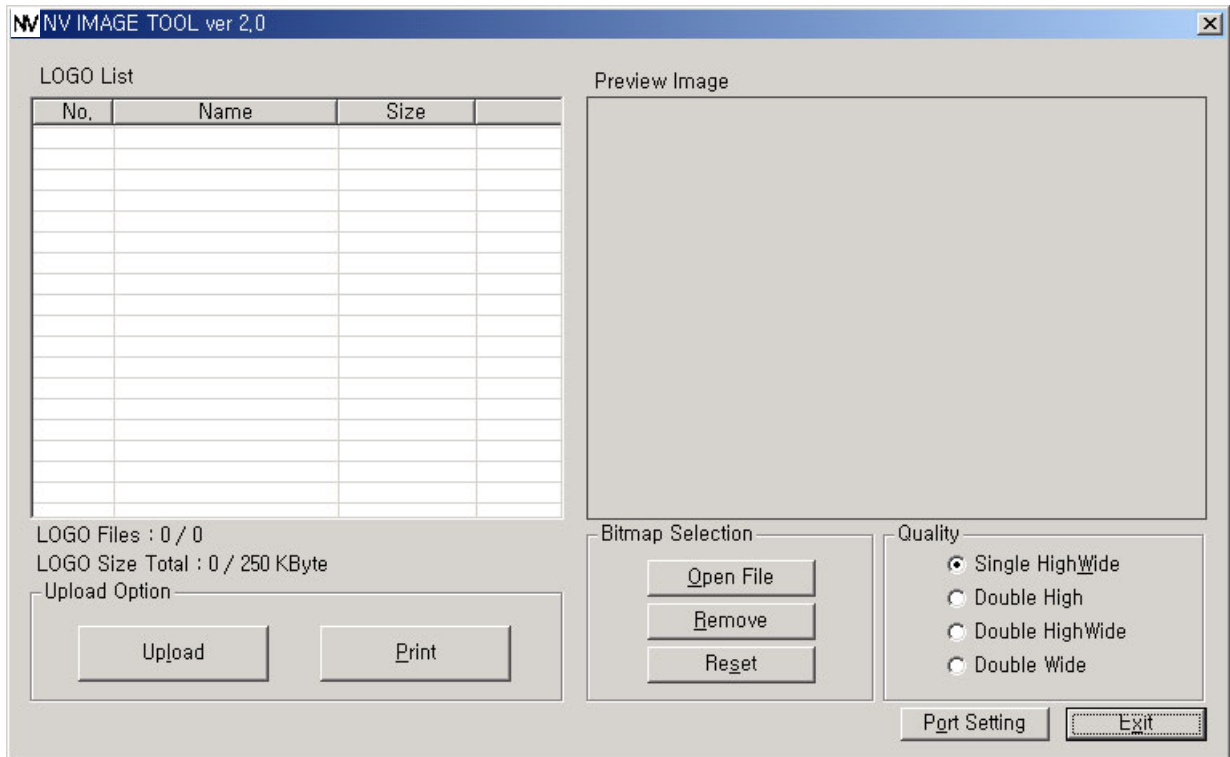 NV NV IMAGE TOOL ver 2.0
LOGO List
No. Name Size
LOGO Files : 0 / 0
LOGO Size Total : 0 / 250 KByte
Upload Option
Upload Print
Preview Image
Bitmap Selection
Open File
Remove
Reset
Quality
Single HighWide
Double High
Double HighWide
Double Wide
Port Setting Exit